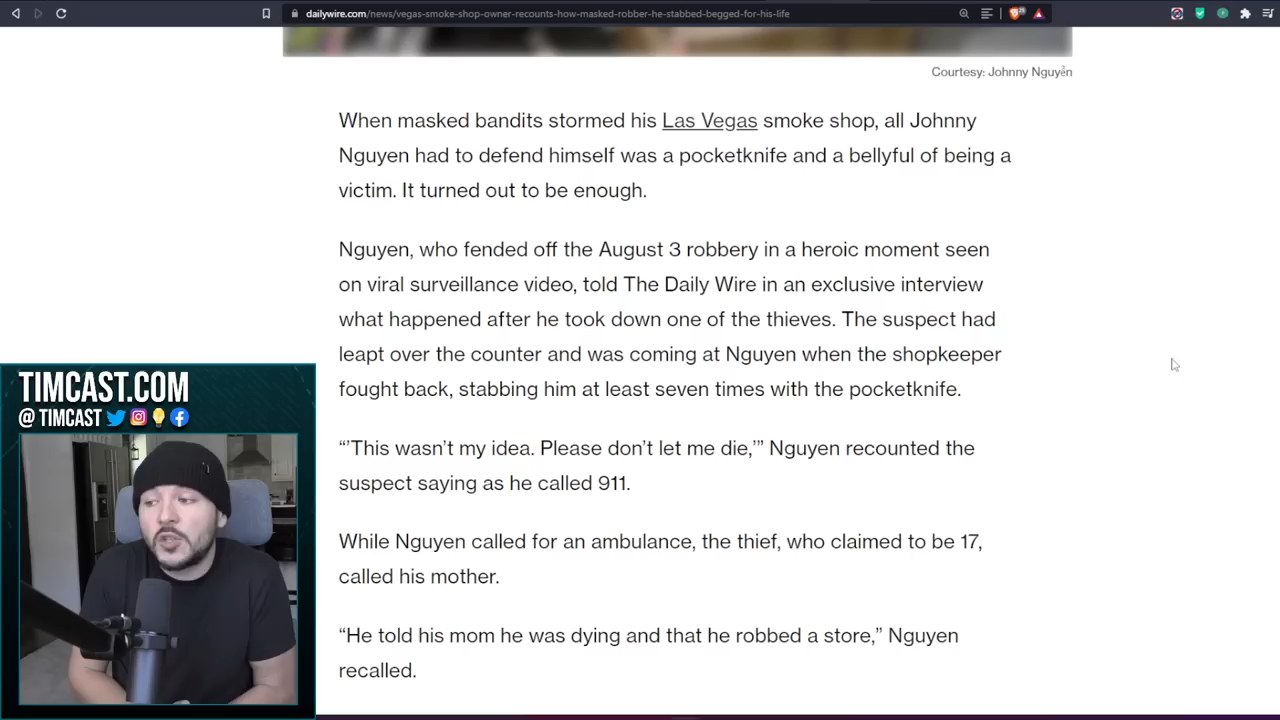 dailywire.com/news/vegas-smoke-shop-owner-recounts-how-masked-robber-he-stabbed-begged-for-his-life
Courtesy: Johnny Nguyễn
When masked bandits stormed his Las Vegas smoke shop, all Johnny
Nguyen had to defend himself was a pocketknife and a bellyful of being a
victim. It turned out to be enough.
Nguyen, who fended off the August 3 robbery in a heroic moment seen
on viral surveillance video, told The Daily Wire in an exclusive interview
what happened after he took down one of the thieves. The suspect had
leapt over the counter and was coming at Nguyen when the shopkeeper
fought back, stabbing him at least seven times with the pocketknife.
“’This wasn’t my idea. Please don’t let me die,’” Nguyen recounted the
suspect saying as he called 911.
While Nguyen called for an ambulance, the thief, who claimed to be 17,
called his mother.
“He told his mom he was dying and that he robbed a store,” Nguyen
recalled.
TIMCAST.COM
@ TIMCAST